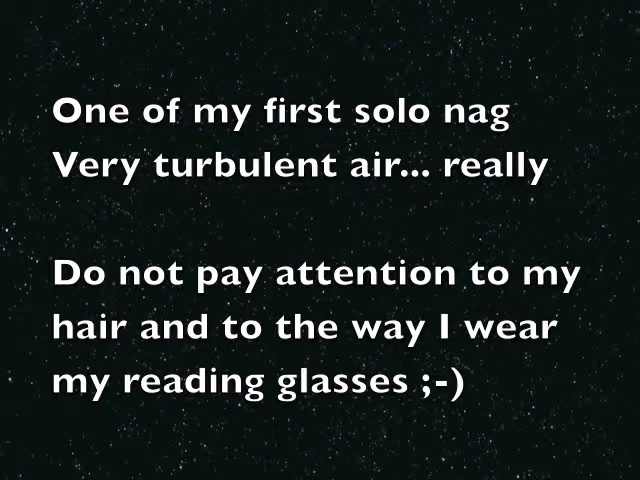 One of my first solo nag
Very turbulent air... really
Do not pay attention to my
hair and to the way I wear
my reading glasses ;-)